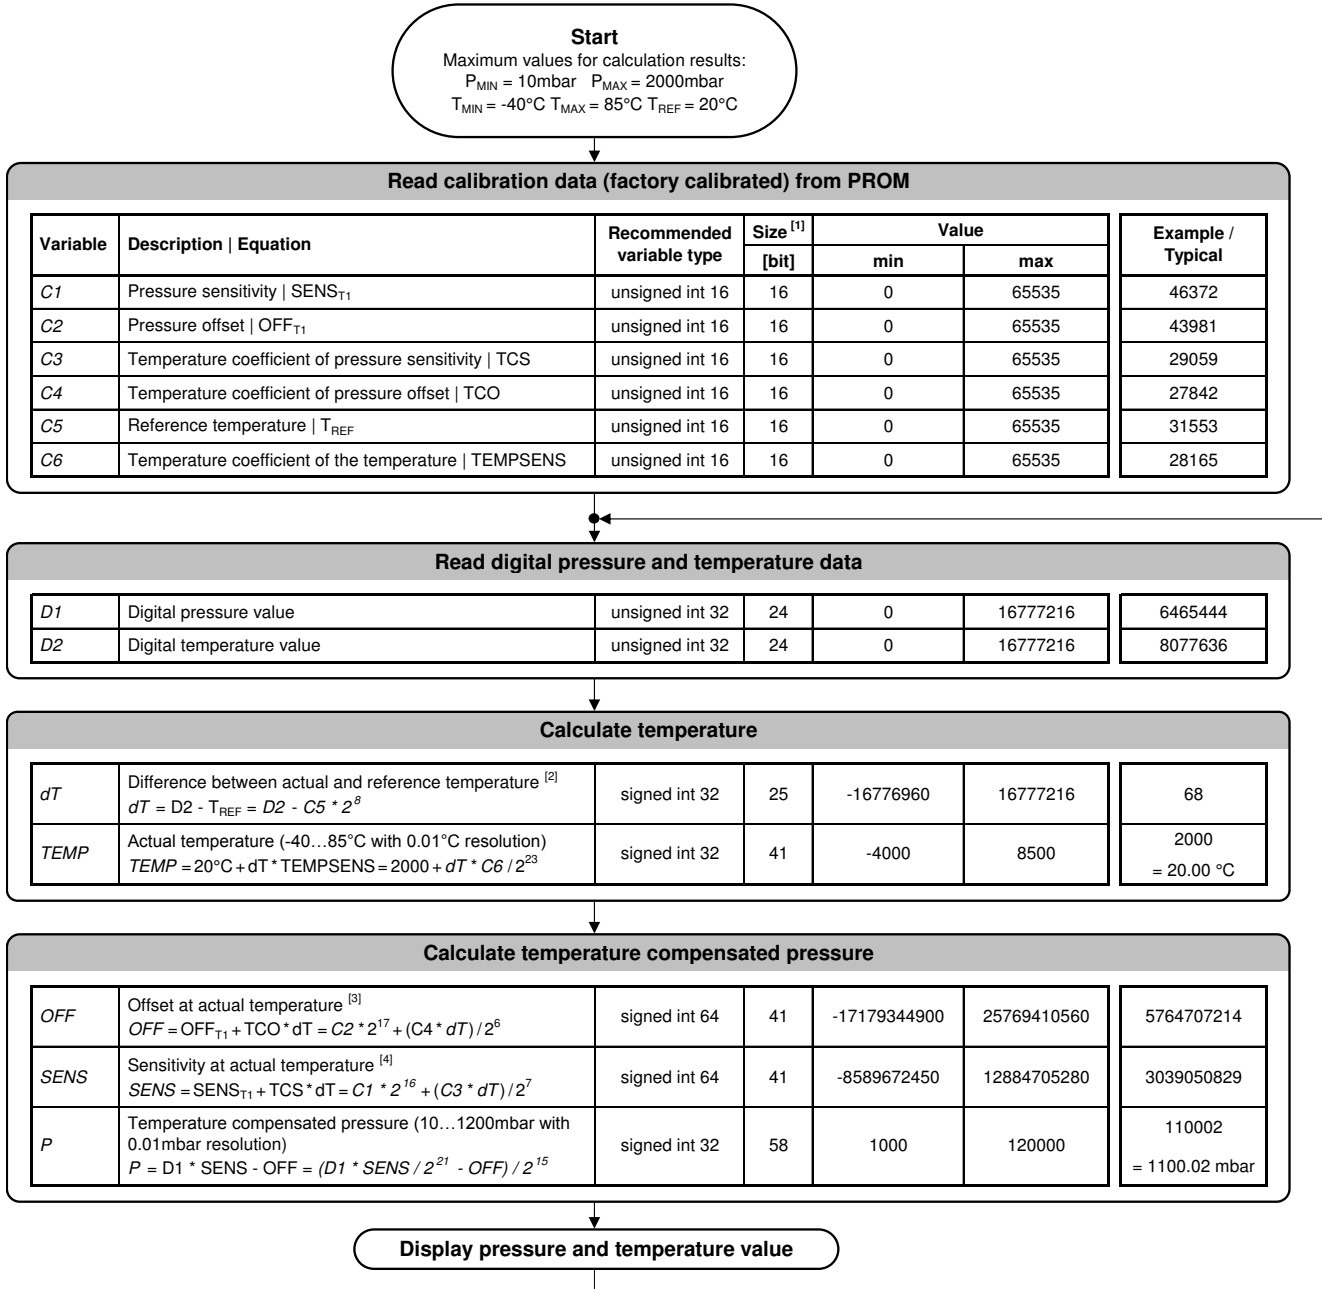 Start
Maximum values for calculation results:
P_MIN = 10mbar P_MAX = 2000mbar
T_MIN = -40°C T_MAX = 85°C T_REF = 20°C
Read calibration data (factory calibrated) from PROM
Variable | Description | Equation | Recommended variable type | Size [1] [bit] | Value min | max | Example / Typical
C1 Pressure sensitivity | SENS_T1 unsigned int 16 16 0 65535 46372
C2 Pressure offset | OFF_T1 unsigned int 16 16 0 65535 43981
C3 Temperature coefficient of pressure sensitivity | TCS unsigned int 16 16 0 65535 29059
C4 Temperature coefficient of pressure offset | TCO unsigned int 16 16 0 65535 27842
C5 Reference temperature | T_REF unsigned int 16 16 0 65535 31553
C6 Temperature coefficient of the temperature | TEMPSENS unsigned int 16 16 0 65535 28165
Read digital pressure and temperature data
D1 Digital pressure value unsigned int 32 24 0 16777216 6465444
D2 Digital temperature value unsigned int 32 24 0 16777216 8077636
Calculate temperature
dT Difference between actual and reference temperature [2]
dT = D2 - T_REF = D2 - C5 * 2^8 signed int 32 25 -16776960 16777216 68
TEMP Actual temperature (-40…85°C with 0.01°C resolution)
TEMP = 20°C + dT * TEMPSENS = 2000 + dT * C6 / 2^23 signed int 32 41 -4000 8500 2000
= 20.00 °C
Calculate temperature compensated pressure
OFF Offset at actual temperature [3]
OFF = OFF_T1 + TCO * dT = C2 * 2^17 + (C4 * dT) / 2^6 signed int 64 41 -17179344900 25769410560 5764707214
SENS Sensitivity at actual temperature [4]
SENS = SENS_T1 + TCS * dT = C1 * 2^16 + (C3 * dT) / 2^7 signed int 64 41 -8589672450 12884705280 3039050829
P Temperature compensated pressure (10…1200mbar with
0.01mbar resolution)
P = D1 * SENS - OFF = (D1 * SENS / 2^21 - OFF) / 2^15 signed int 32 58 1000 120000 110002
= 1100.02 mbar
Display pressure and temperature value